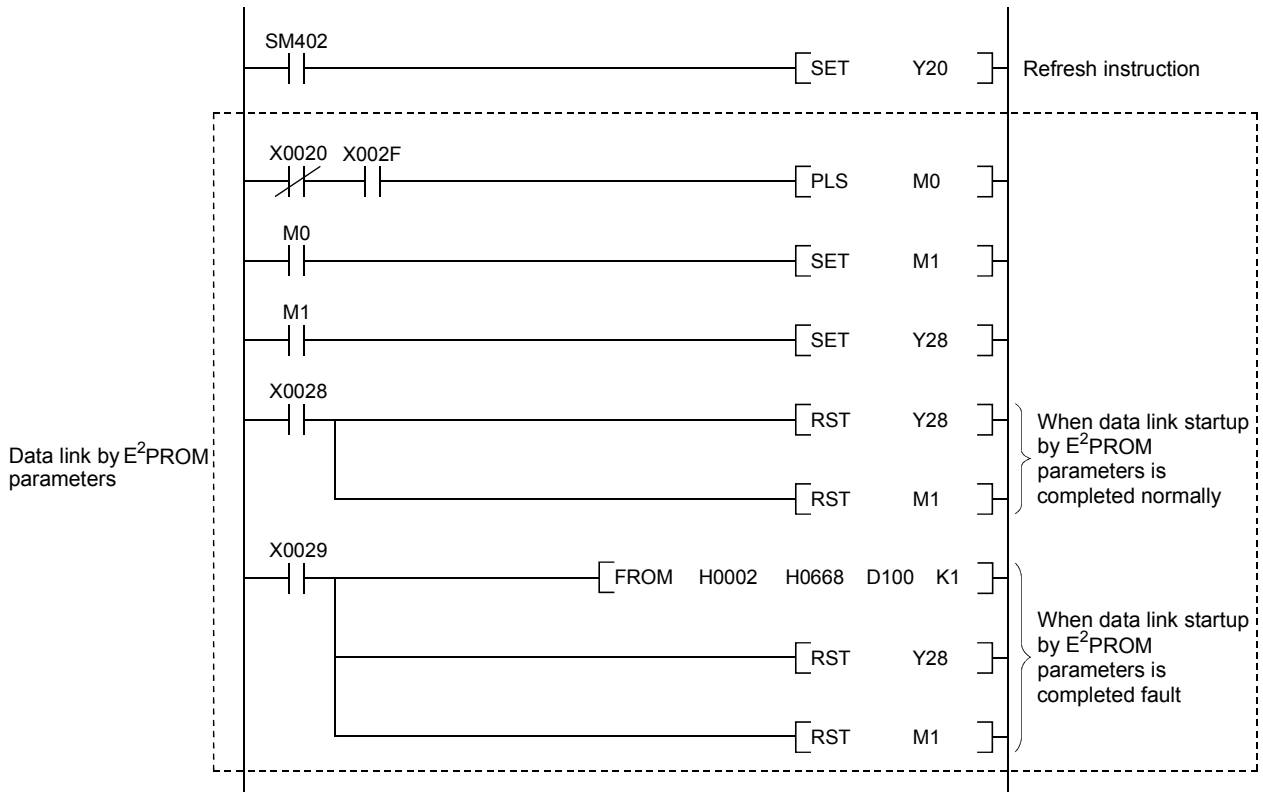 SM402
SET Y20
Refresh instruction
X0020 X002F
PLS M0
M0
SET M1
M1
SET Y28
X0028
RST Y28
When data link startup
by E²PROM
parameters is
completed normally
RST M1
Data link by E²PROM
parameters
X0029
FROM H0002 H0668 D100 K1
RST Y28
When data link startup
by E²PROM
parameters is
completed fault
RST M1